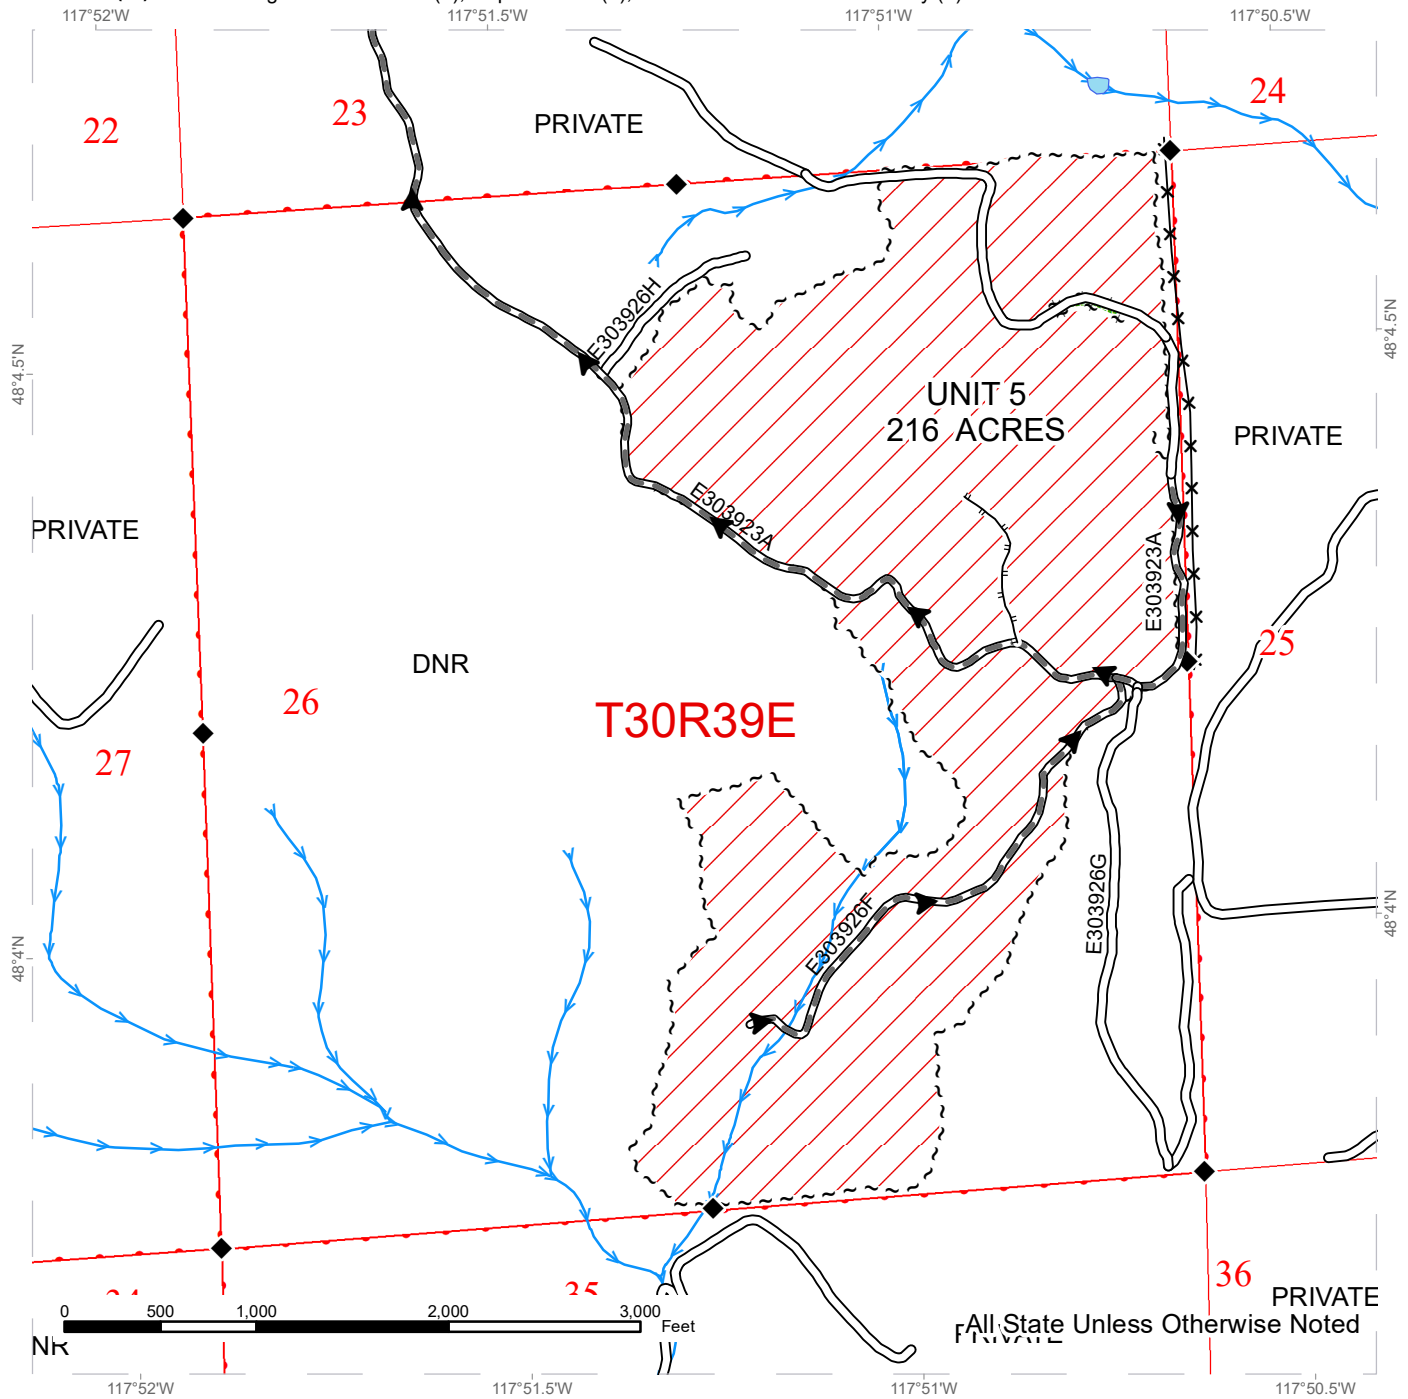 117°52'W
117°51.5'W
117°51'W
117°50.5'W
22
23
PRIVATE
24
48°4.5'N
48°4.5'N
E303926H
UNIT 5
216 ACRES
PRIVATE
PRIVATE
E303923A
E303923A
25
DNR
26
T30R39E
27
E303926G
E303926F
48°4'N
48°4'N
36
35
PRIVATE
0 500 1,000 2,000 3,000
Feet
All State Unless Otherwise Noted
NR
117°52'W
117°51.5'W
117°51'W
117°50.5'W